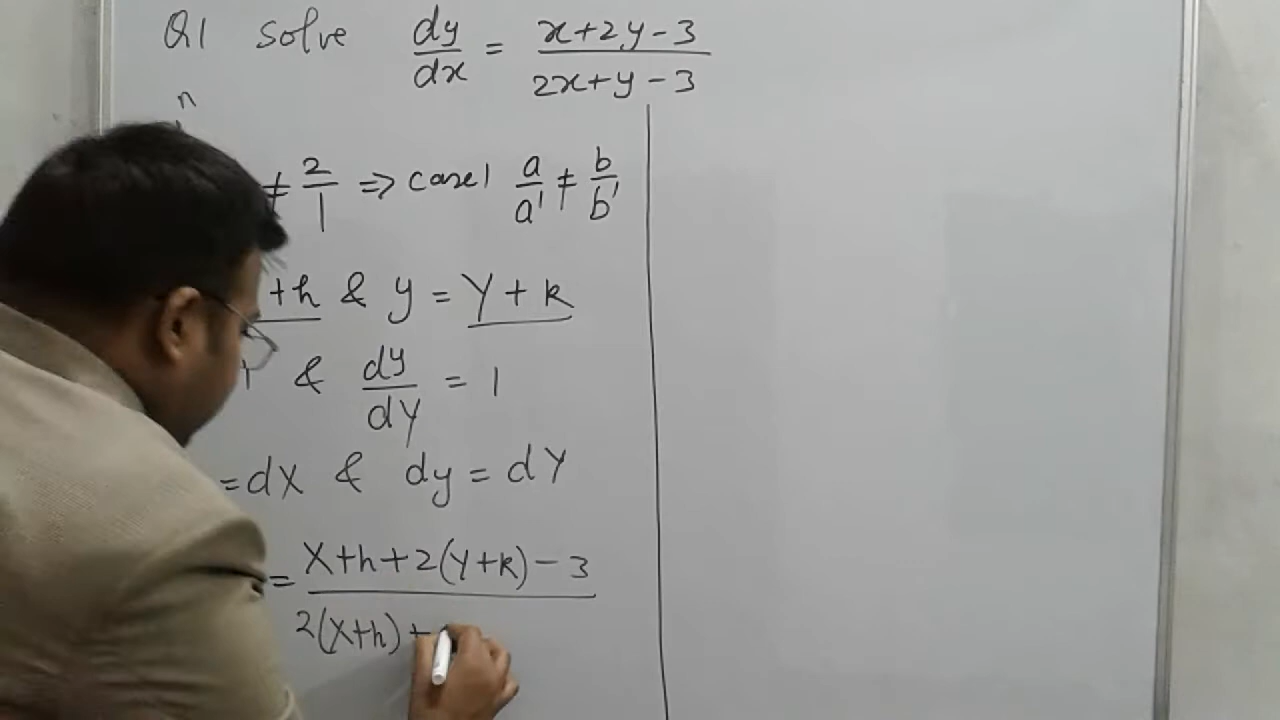 Q1 Solve dy/dx = x+2y-3 / 2x+y-3
n
≠ 2/1 => case1 a/a' ≠ b/b'
+h & y = Y+k
& dy/dY = 1
=dX & dy = dY
= X+h+2(Y+k)-3 / 2(X+h)+